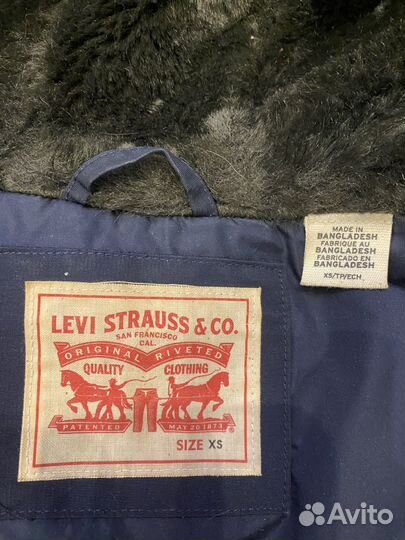 MADE IN
BANGLADESH
FABRIQUE AU
BANGLADESH
FABRICADO EN
BANGLADESH
XS/TP/ECH
LEVI STRAUSS & CO.
SAN FRANCISCO
CAL.
ORIGINAL RIVETED
QUALITY CLOTHING
PATENTED MAY 20 1873
®
SIZE XS
Avito